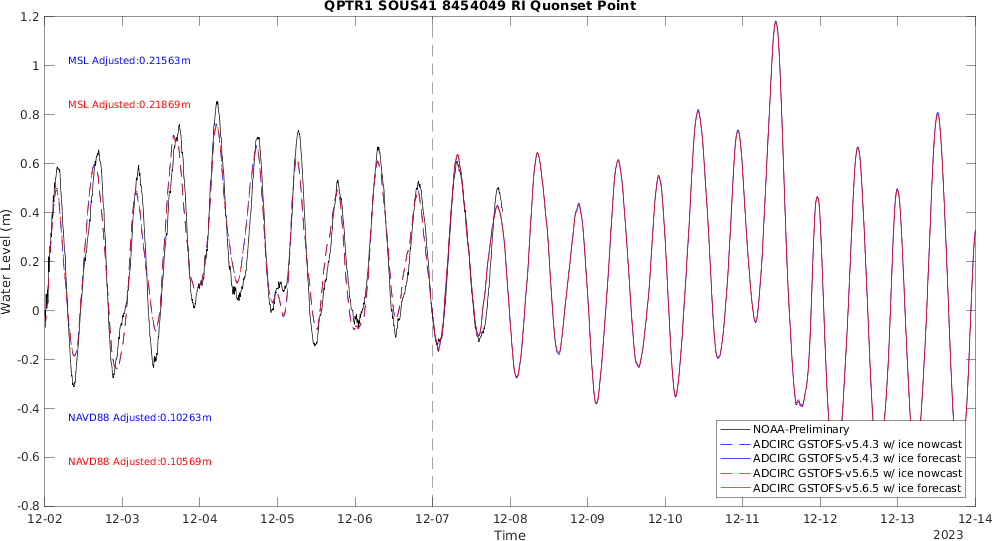 QPTR1 SOUS41 8454049 RI Quonset Point
1.2
1
0.8
0.6
0.4
0.2
0
-0.2
-0.4
-0.6
-0.8
Water Level (m)
MSL Adjusted:0.21563m
MSL Adjusted:0.21869m
NAVD88 Adjusted:0.10263m
NAVD88 Adjusted:0.10569m
NOAA-Preliminary
ADCIRC GSTOFS-v5.4.3 w/ ice nowcast
ADCIRC GSTOFS-v5.4.3 w/ ice forecast
ADCIRC GSTOFS-v5.6.5 w/ ice nowcast
ADCIRC GSTOFS-v5.6.5 w/ ice forecast
12-02 12-03 12-04 12-05 12-06 12-07 12-08 12-09 12-10 12-11 12-12 12-13 12-14
Time
2023